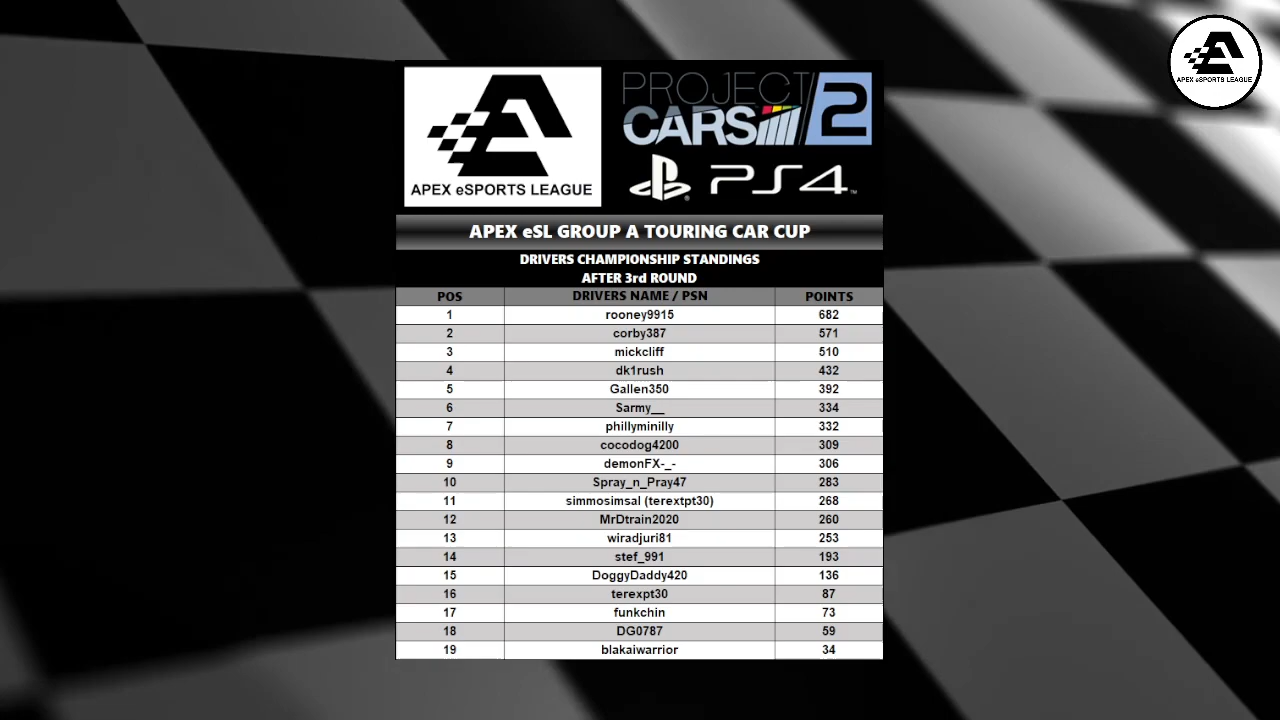 APEX eSPORTS LEAGUE
PROJECT
CARS 2
APEX eSPORTS LEAGUE
PS4™
APEX eSL GROUP A TOURING CAR CUP
DRIVERS CHAMPIONSHIP STANDINGS
AFTER 3rd ROUND
POS DRIVERS NAME / PSN POINTS
1 rooney9915 682
2 corby387 571
3 mickcliff 510
4 dk1rush 432
5 Gallen350 392
6 Sarmy__ 334
7 phillyminilly 332
8 cocodog4200 309
9 demonFX-_- 306
10 Spray_n_Pray47 283
11 simmosimsal (terextpt30) 268
12 MrDtrain2020 260
13 wiradjuri81 253
14 stef_991 193
15 DoggyDaddy420 136
16 terexpt30 87
17 funkchin 73
18 DG0787 59
19 blakaiwarrior 34